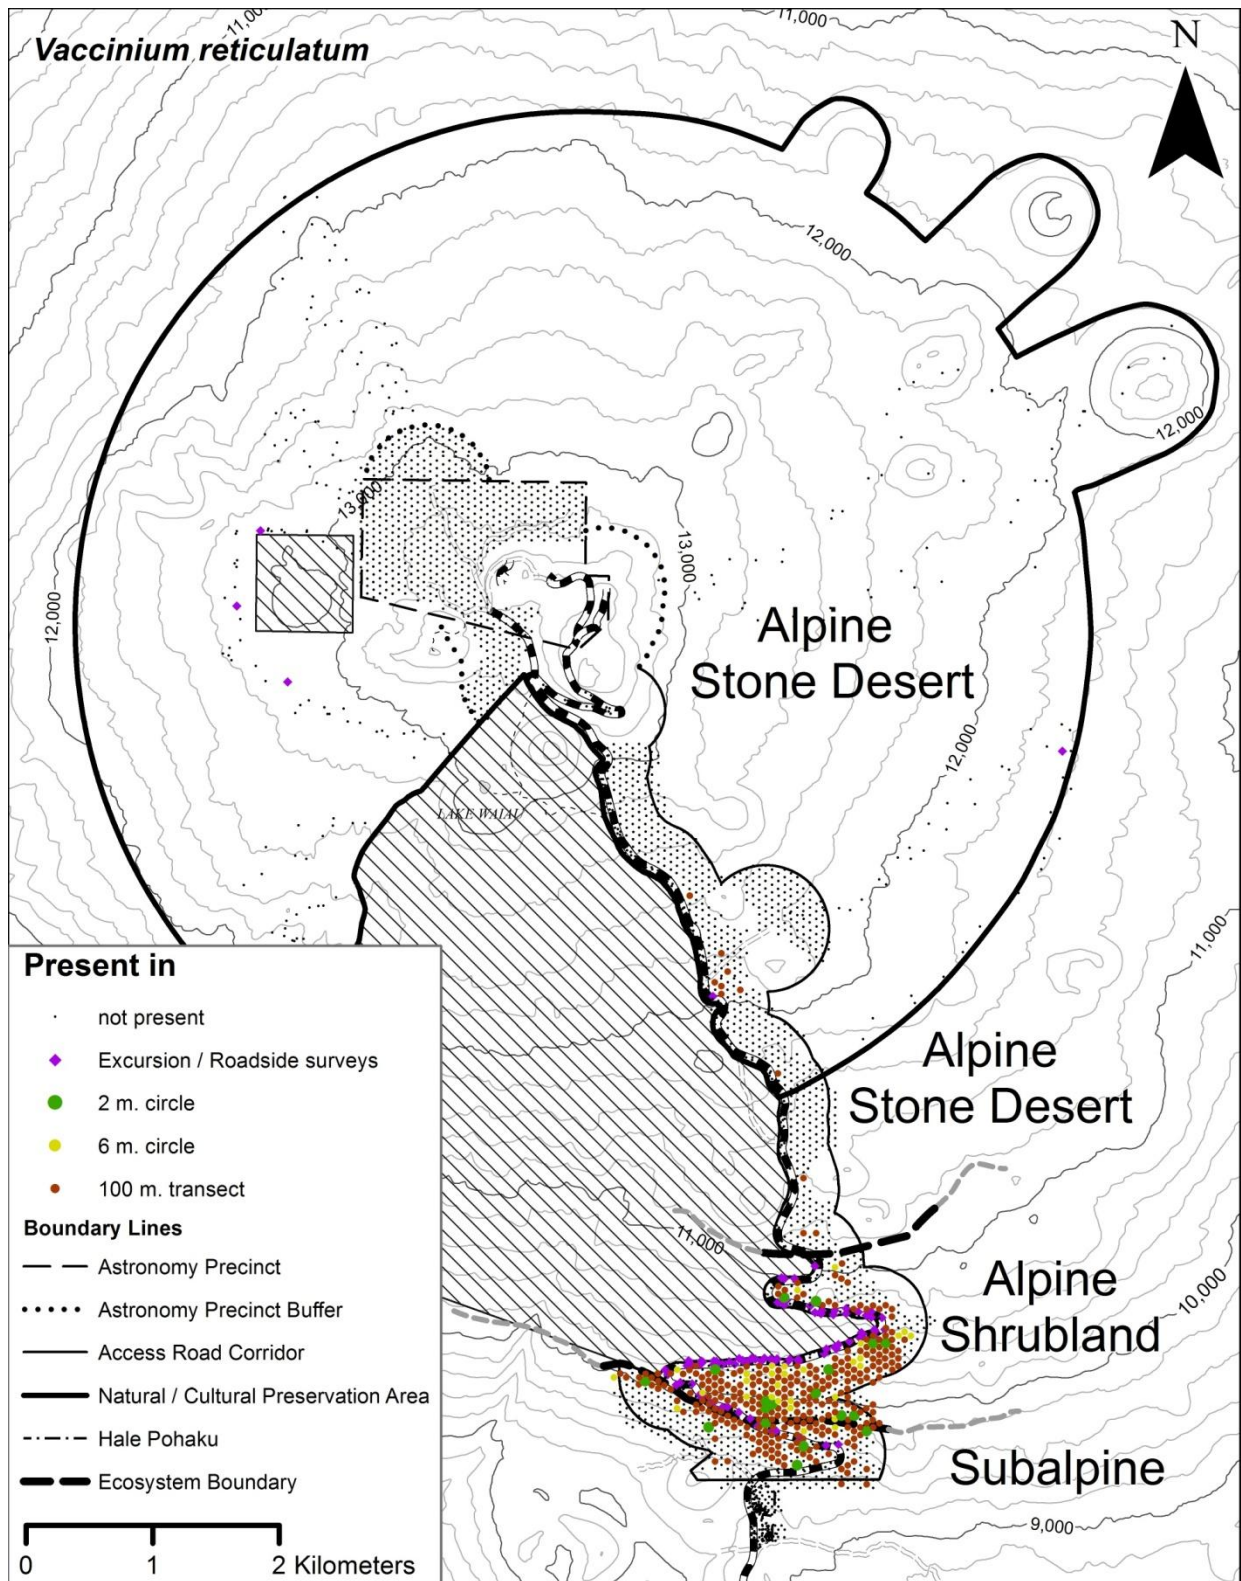 11,000
11,000
Vaccinium reticulatum
N
12,000
12,000
13,000
13,000
12,000
Alpine
Stone Desert
12,000
LAKE WAIAU
11,000
Present in
not present
Excursion / Roadside surveys
2 m. circle
6 m. circle
100 m. transect
Boundary Lines
Astronomy Precinct
Astronomy Precinct Buffer
Access Road Corridor
Natural / Cultural Preservation Area
Hale Pohaku
Ecosystem Boundary
0 1 2 Kilometers
Alpine
Stone Desert
11,000
Alpine
Shrubland
10,000
Subalpine
9,000